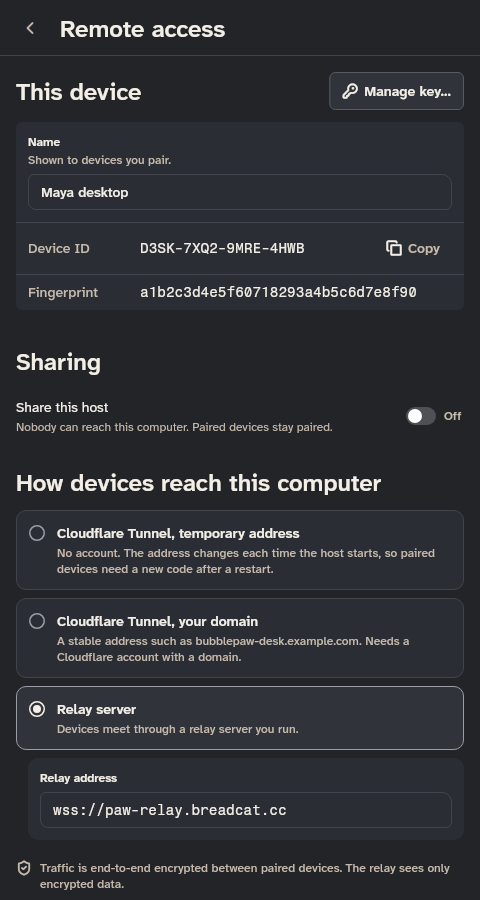 Remote access
This device
Manage key...
Name
Shown to devices you pair.
Maya desktop
Device ID
D3SK-7XQ2-9MRE-4HWB
Copy
Fingerprint
a1b2c3d4e5f60718293a4b5c6d7e8f90
Sharing
Share this host
Nobody can reach this computer. Paired devices stay paired.
Off
How devices reach this computer
Cloudflare Tunnel, temporary address
No account. The address changes each time the host starts, so paired
devices need a new code after a restart.
Cloudflare Tunnel, your domain
A stable address such as bubblepaw-desk.example.com. Needs a
Cloudflare account with a domain.
Relay server
Devices meet through a relay server you run.
Relay address
wss://paw-relay.breadcat.cc
Traffic is end-to-end encrypted between paired devices. The relay sees only
encrypted data.